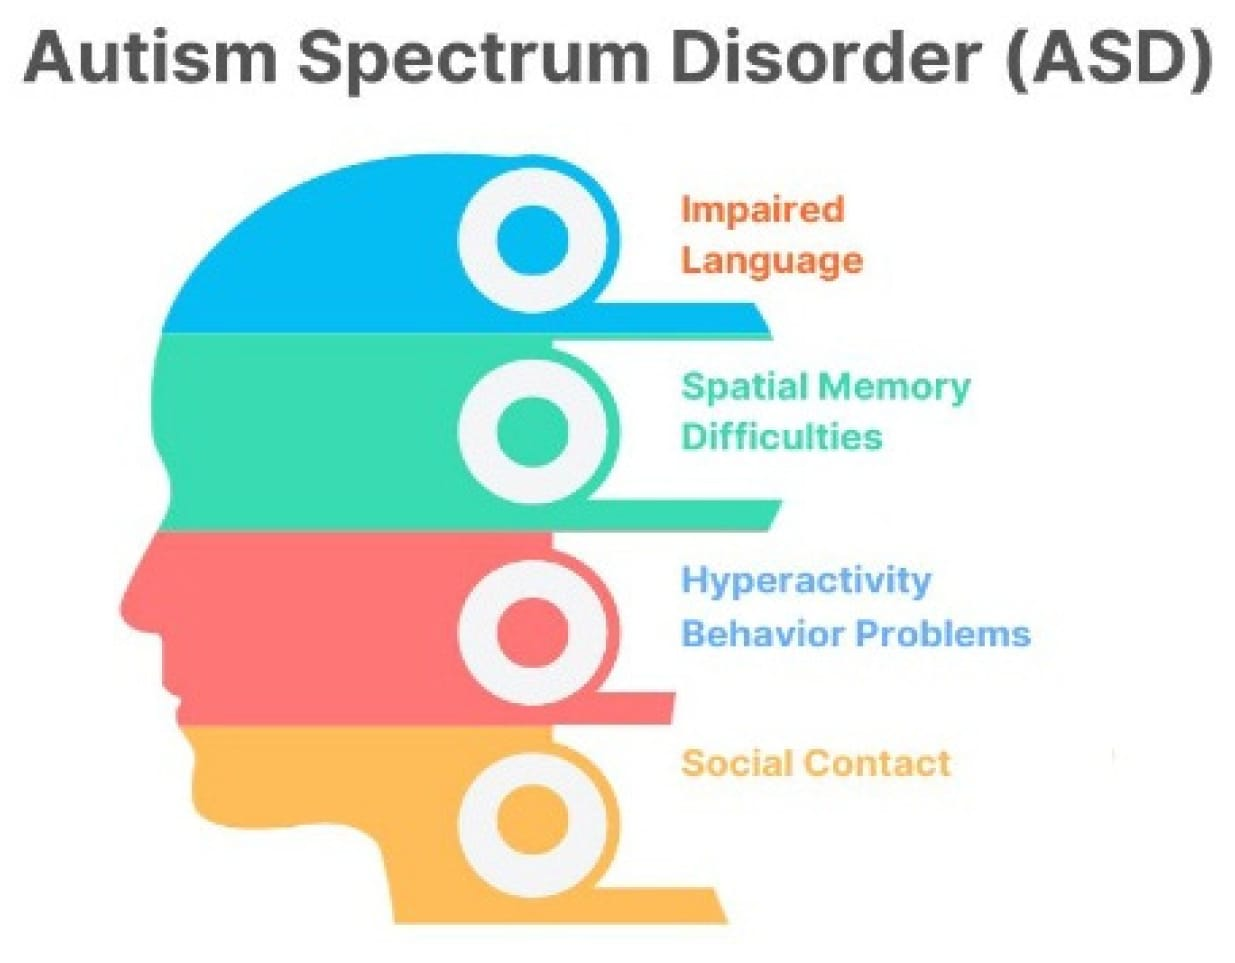 Autism Spectrum Disorder (ASD)
Impaired
Language
Spatial Memory
Difficulties
Hyperactivity
Behavior Problems
Social Contact